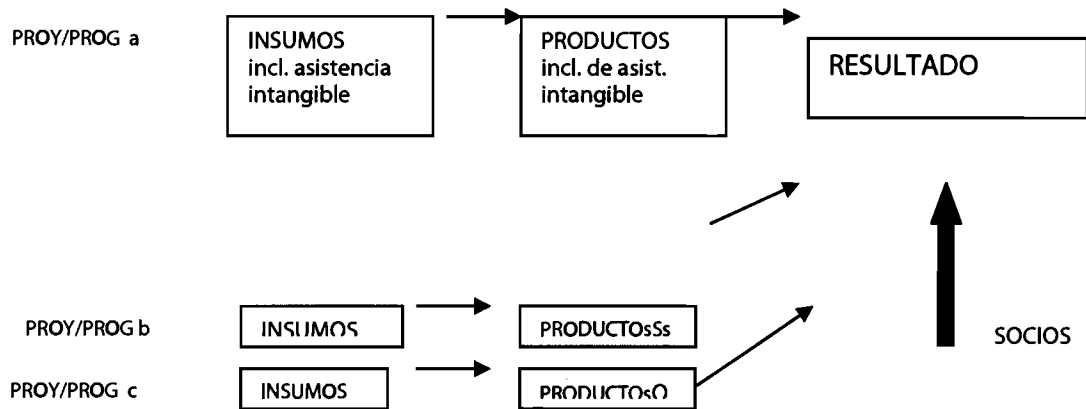 PROY/PROG a
INSUMOS
incl. asistencia
intangible
PRODUCTOS
incl. de asist.
intangible
RESULTADO
PROY/PROG b
INSUMOS
PRODUCTOsSs
SOCIOS
PROY/PROG c
INSUMOS
PRODUCTOsO